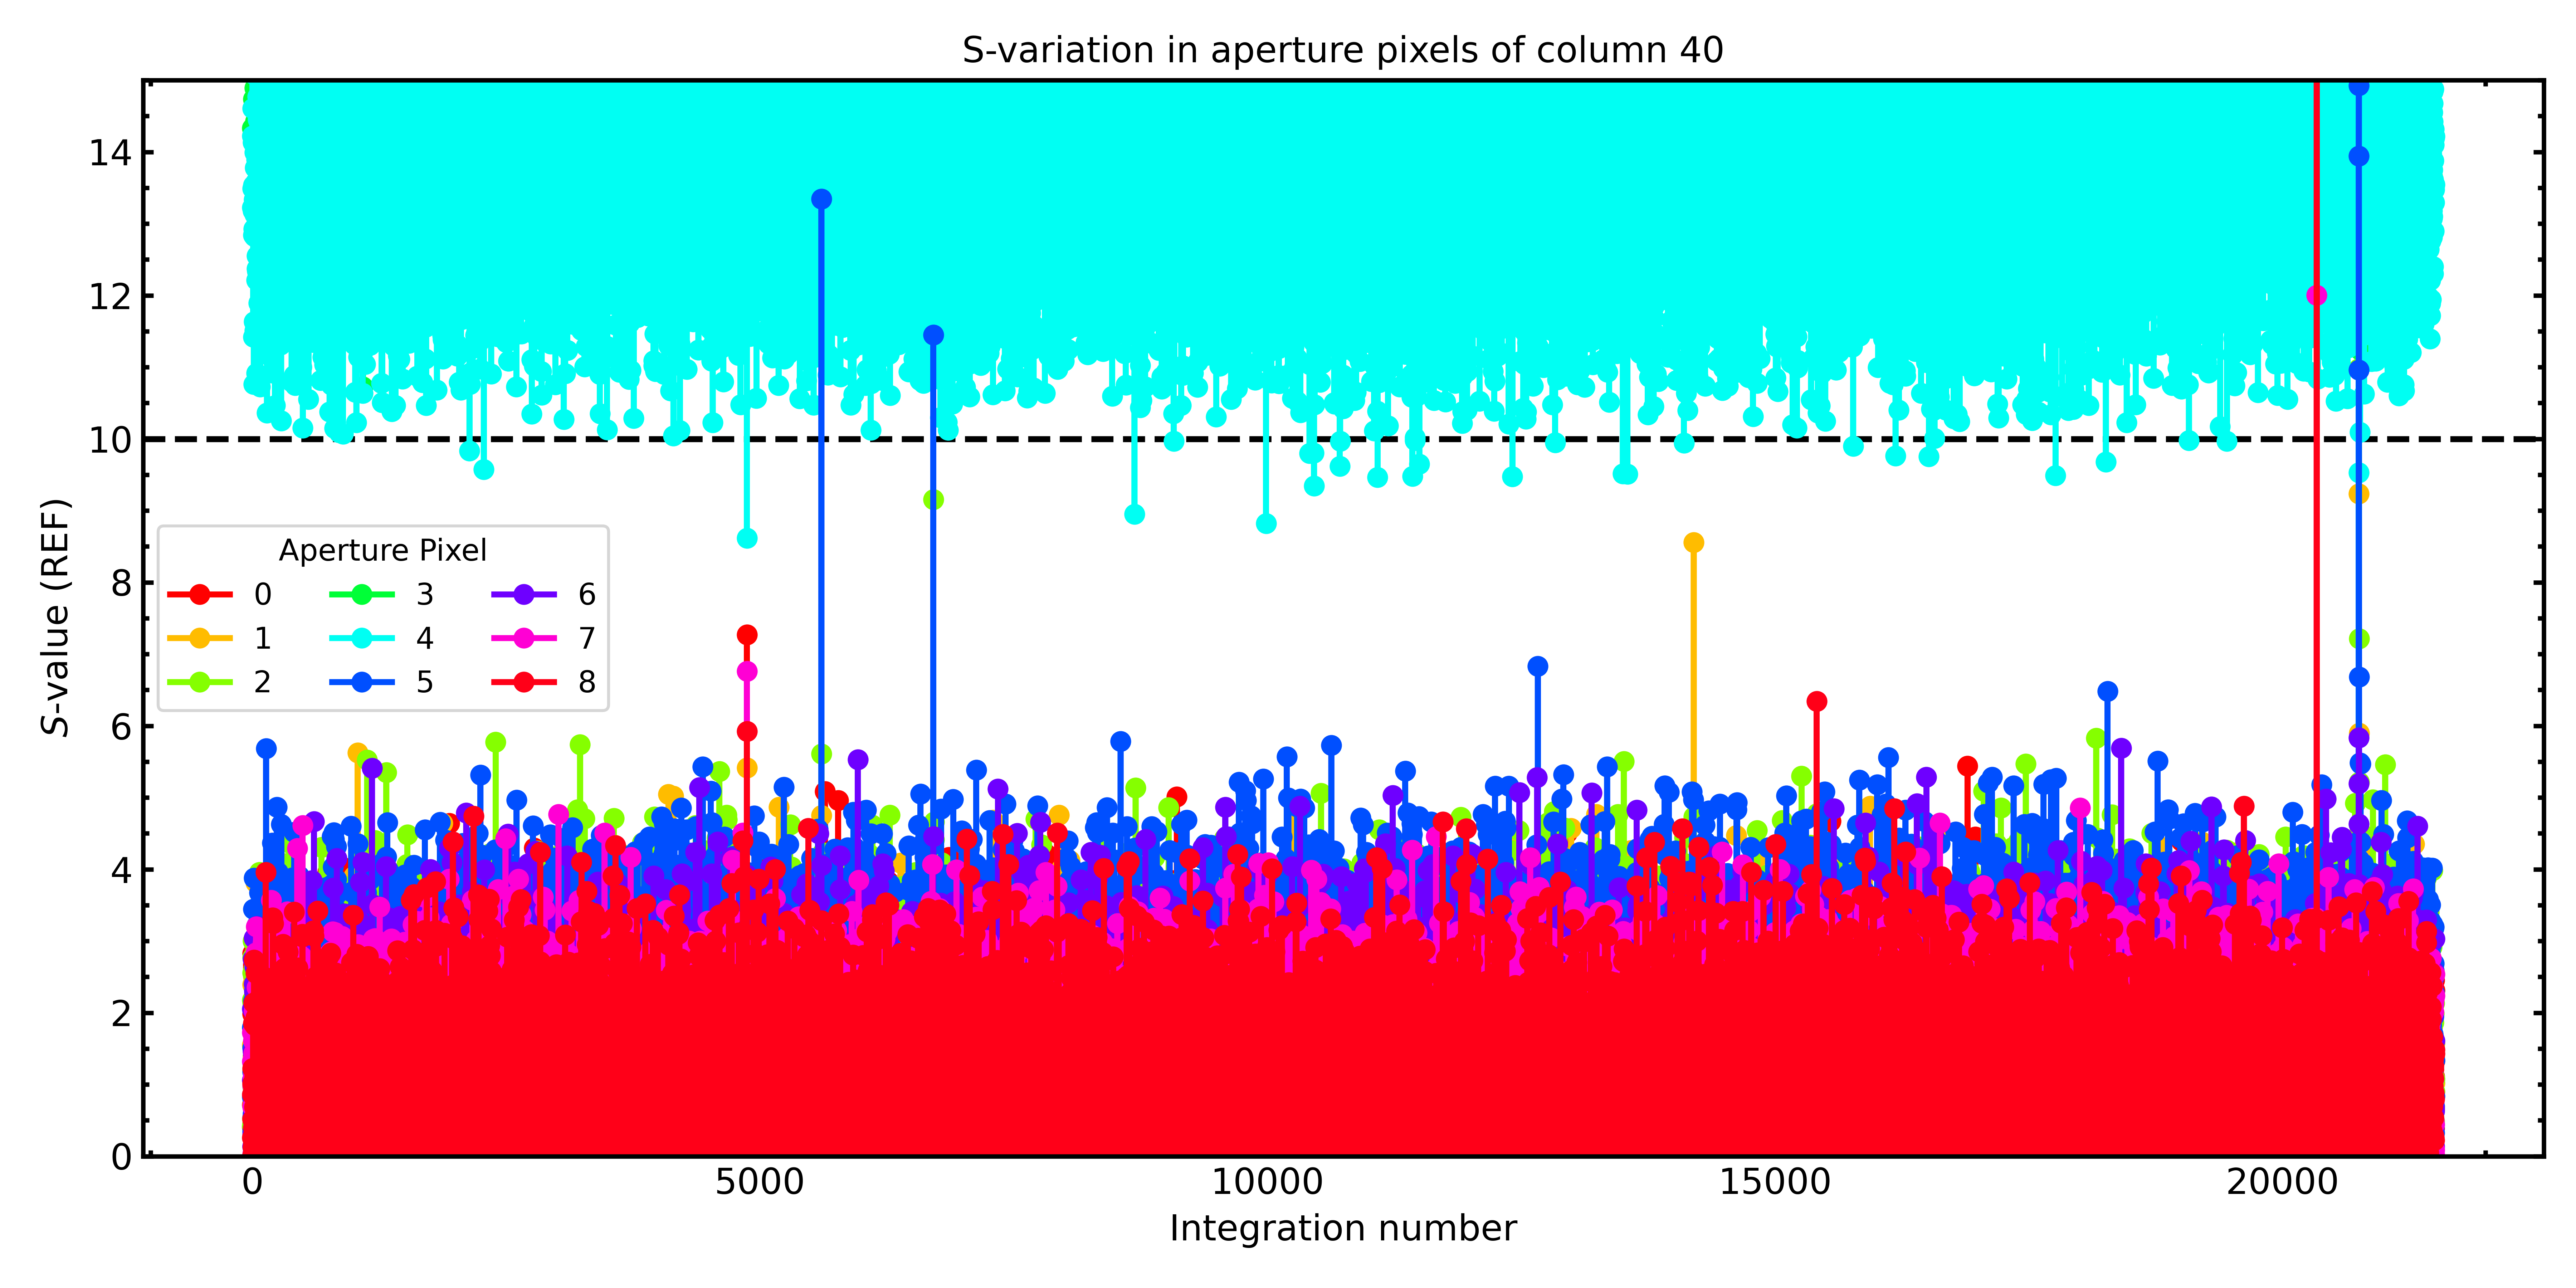 S-variation in aperture pixels of column 40
S-value (REF)
14
12
10
8
6
4
2
0
Aperture Pixel
0 3 6
1 4 7
2 5 8
0 5000 10000 15000 20000
Integration number